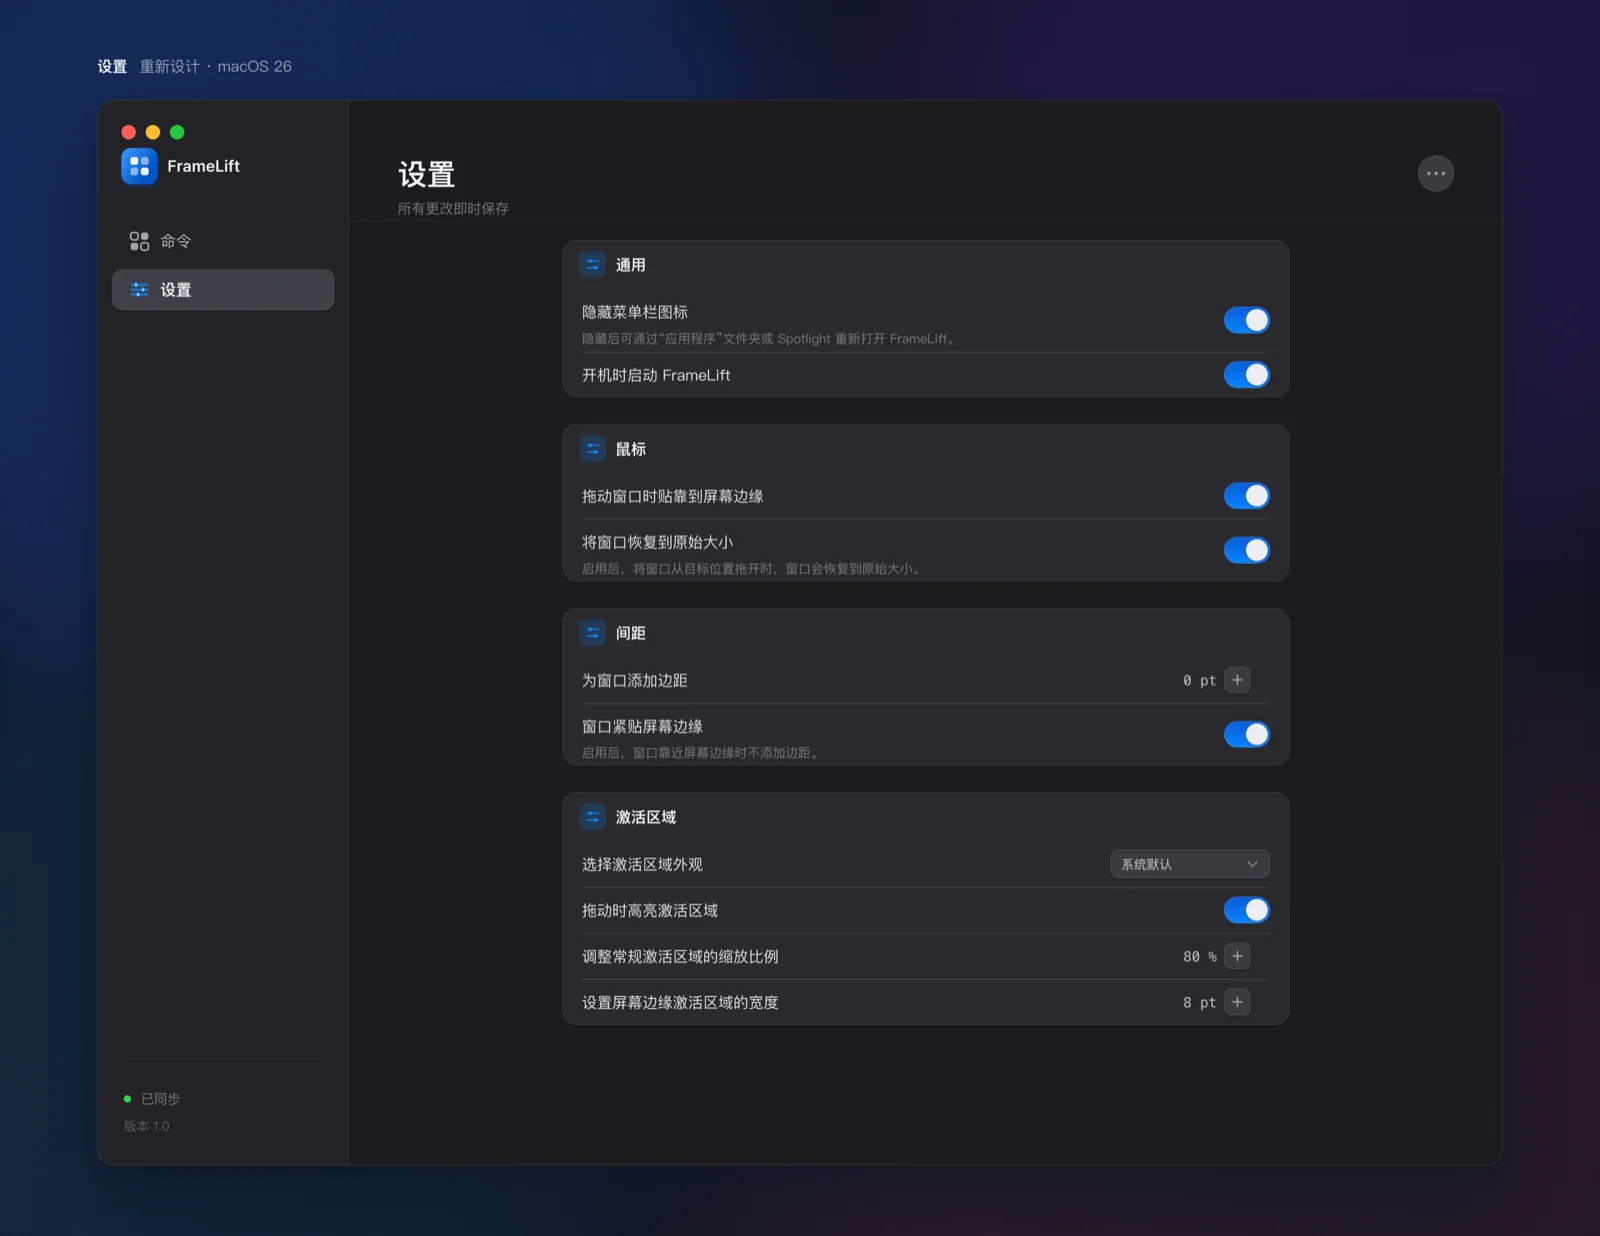 设置 重新设计 · macOS 26
FrameLift
命令
设置
已同步
版本 1.0
设置
所有更改即时保存
通用
隐藏菜单栏图标
隐藏后可通过“应用程序”文件夹或 Spotlight 重新打开 FrameLift。
开机时启动 FrameLift
鼠标
拖动窗口时贴靠到屏幕边缘
将窗口恢复到原始大小
启用后，将窗口从目标位置拖开时，窗口会恢复到原始大小。
间距
为窗口添加边距
0 pt +
窗口紧贴屏幕边缘
启用后，窗口靠近屏幕边缘时不添加边距。
激活区域
选择激活区域外观
系统默认
拖动时高亮激活区域
调整常规激活区域的缩放比例
80 % +
设置屏幕边缘激活区域的宽度
8 pt +